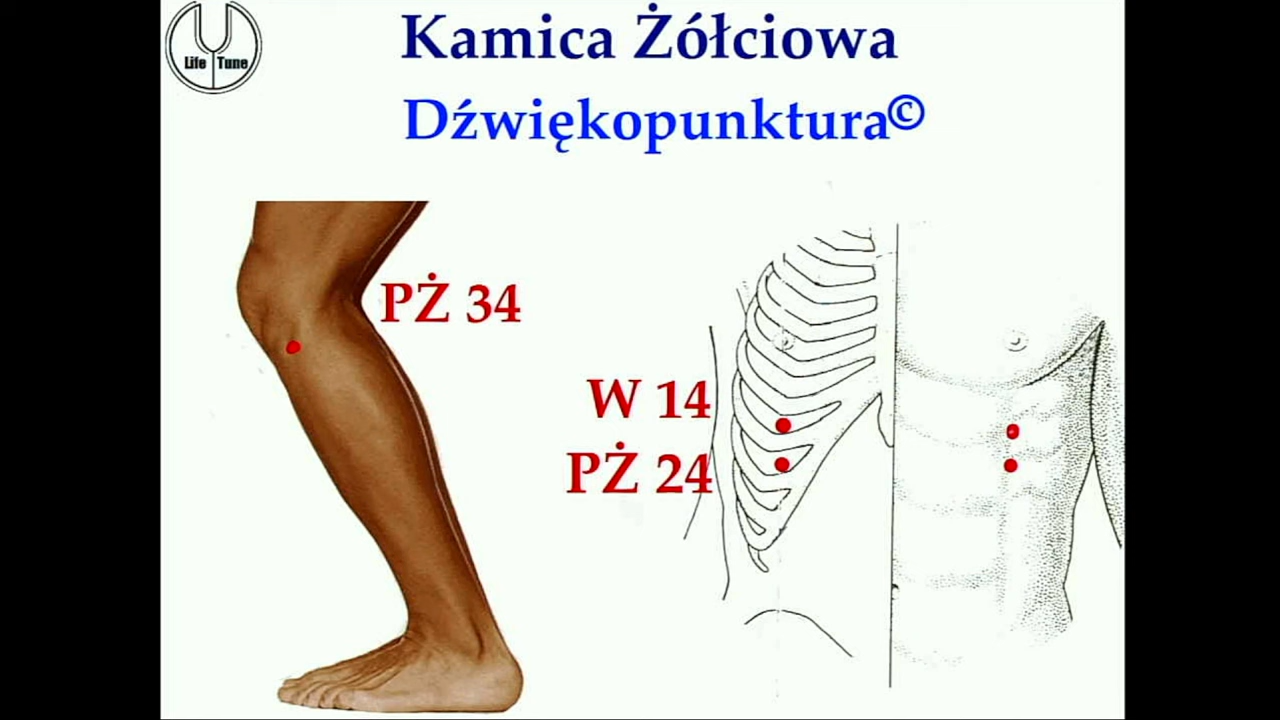 Life Tune
Kamica Żółciowa
Dźwiękopunktura©
PŻ 34
W 14
PŻ 24